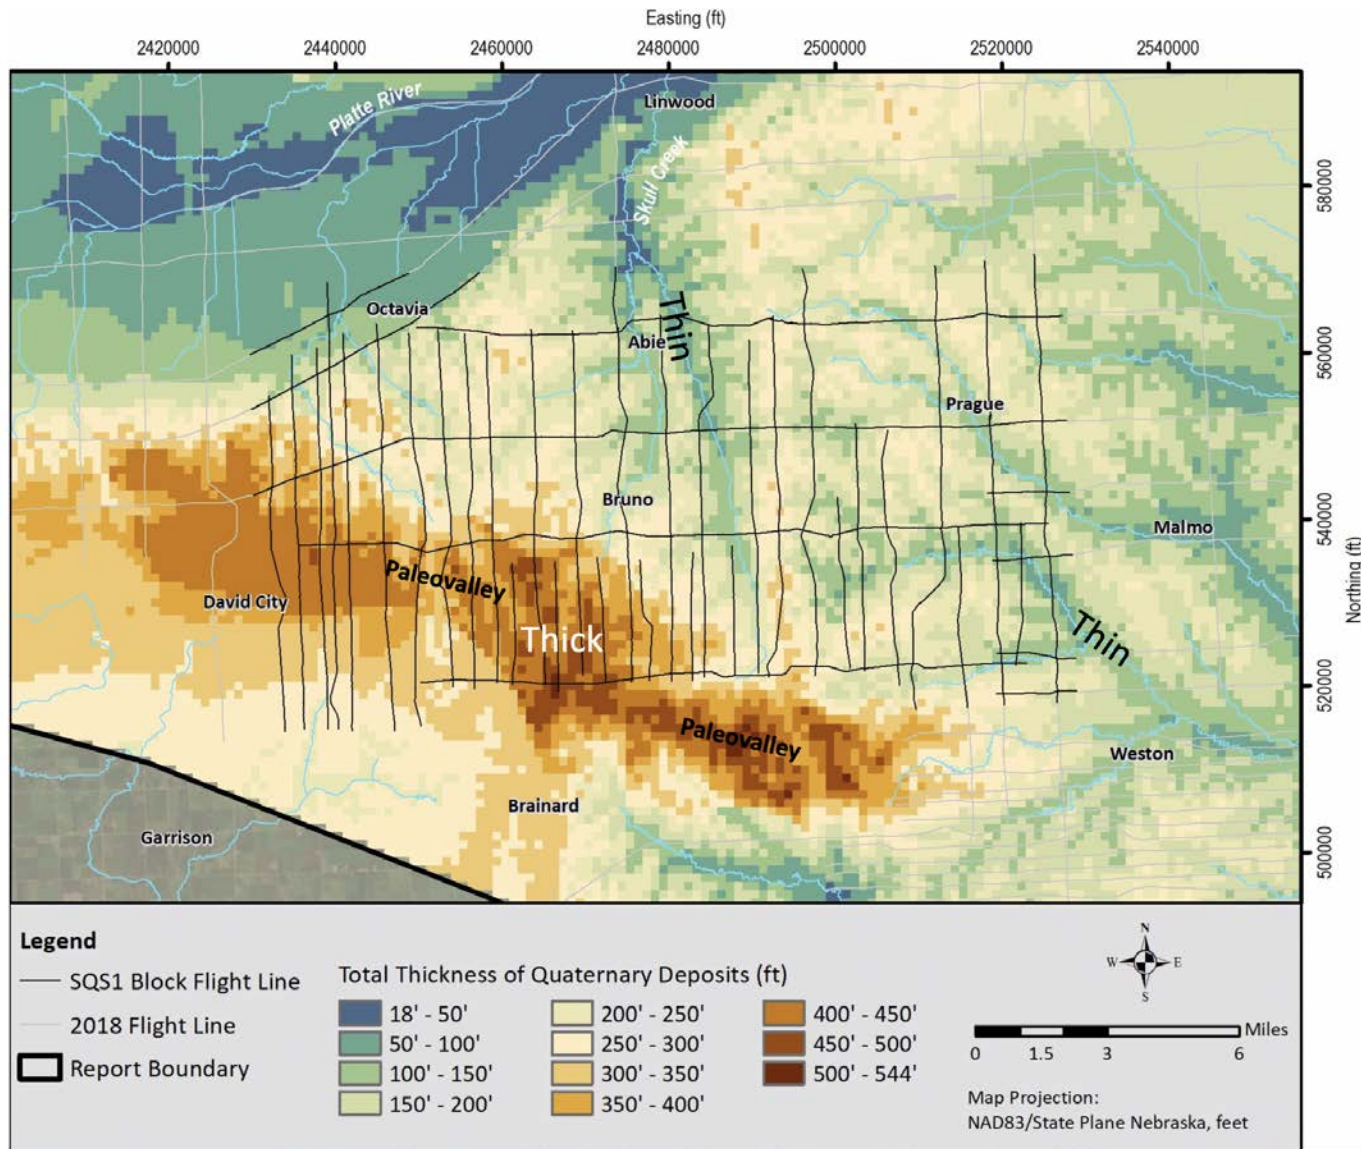 Easting (ft)
2420000 2440000 2460000 2480000 2500000 2520000 2540000
Linwood
Platte River
Skull Creek
580000
Octavia
Thin
Abie
560000
Prague
Bruno
Malmo
540000
Northing (ft)
Paleovalley
David City
Thick
Thin
520000
Paleovalley
Weston
Brainard
Garrison
500000
Legend
SQS1 Block Flight Line
2018 Flight Line
Report Boundary
Total Thickness of Quaternary Deposits (ft)
18' - 50' 200' - 250' 400' - 450'
50' - 100' 250' - 300' 450' - 500'
100' - 150' 300' - 350' 500' - 544'
150' - 200' 350' - 400'
N
W E
S
Miles
0 1.5 3 6
Map Projection:
NAD83/State Plane Nebraska, feet